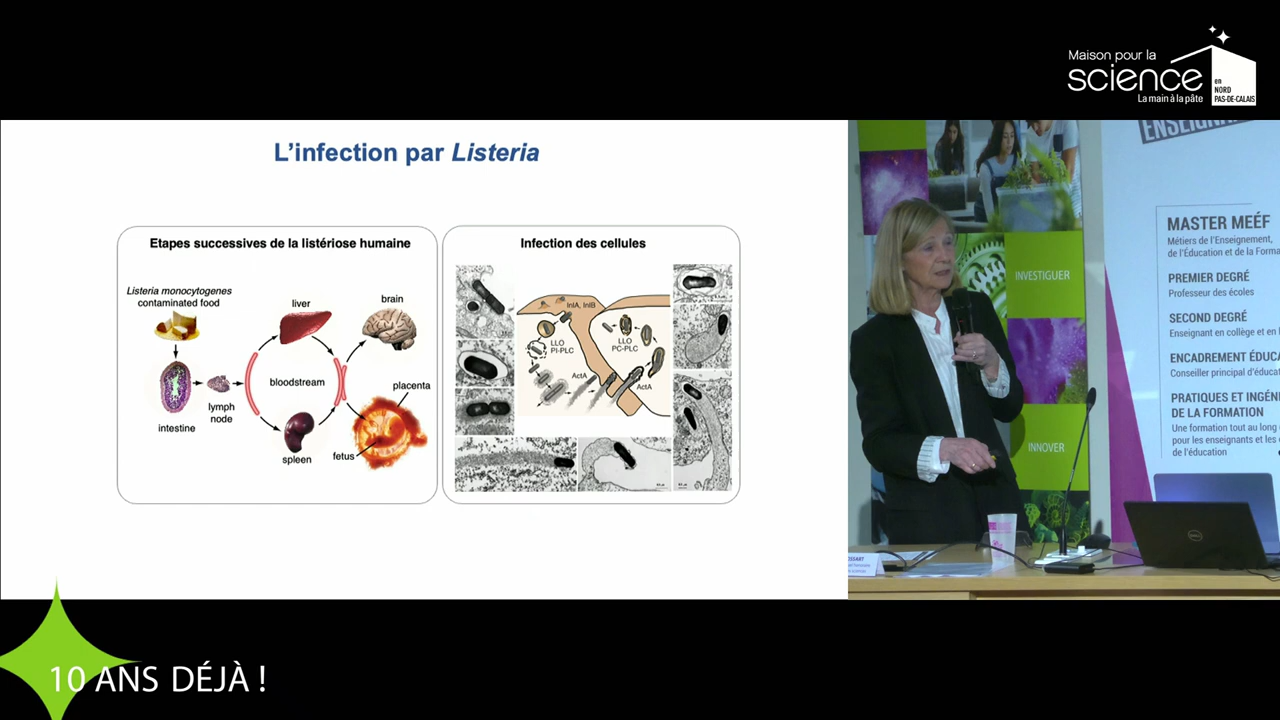 Maison pour la
science
en
NORD
PAS-DE-CALAIS
La main à la pâte
L'infection par Listeria
Etapes successives de la listériose humaine
Listeria monocytogenes
contaminated food
liver
brain
bloodstream
placenta
lymph
node
intestine
spleen
fetus
Infection des cellules
InlA, InlB
LLO
PI-PLC
LLO
PC-PLC
ActA
ActA
INVESTIGUER
INNOVER
MASTER MEÉF
Métiers de l'Enseignement,
de l'Éducation et de la Forma
PREMIER DEGRÉ
Professeur des écoles
SECOND DEGRÉ
Enseignant en collège et en
ENCADREMENT ÉDUCA
Conseiller principal d'éduca
PRATIQUES ET INGÉNI
DE LA FORMATION
Une formation tout au long
pour les enseignants et les
de l'éducation
DELL
OSSART
10 ANS DÉJÀ !